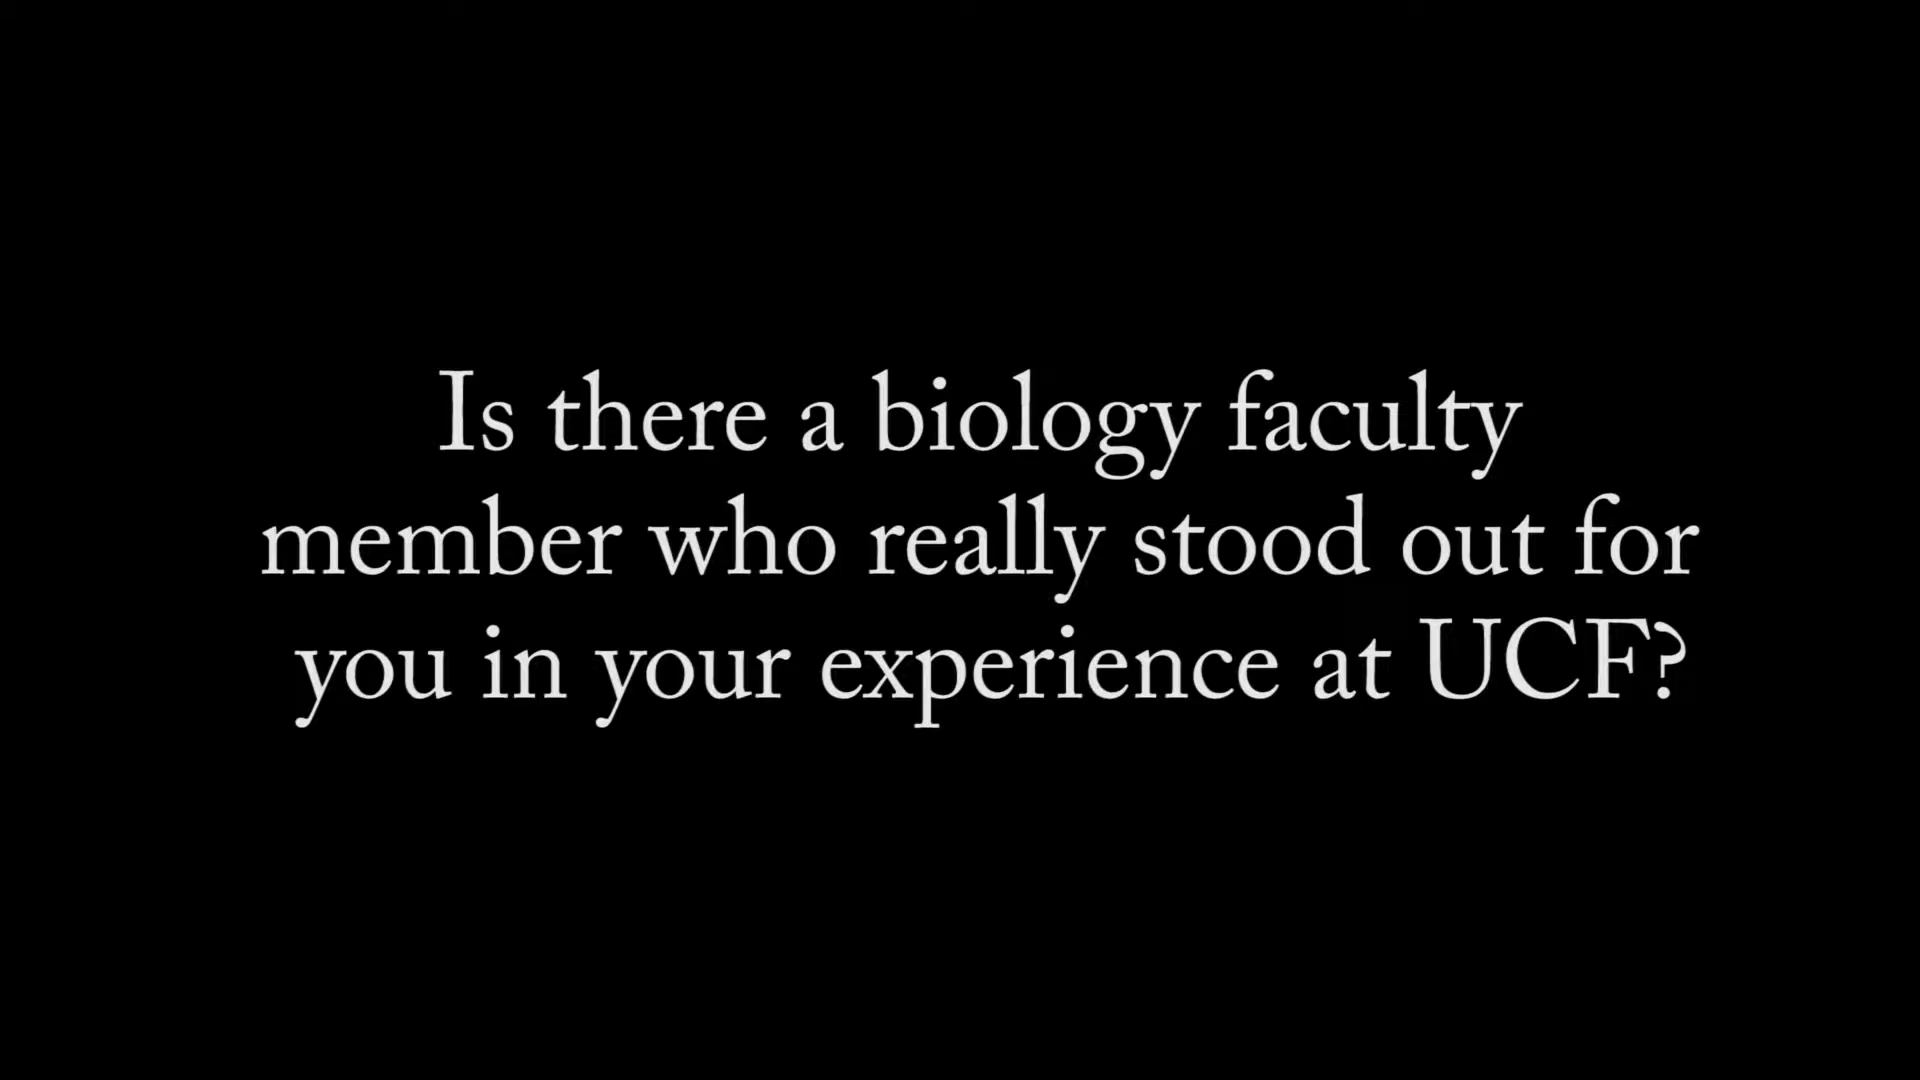 Is there a biology faculty
member who really stood out for
you in your experience at UCF?